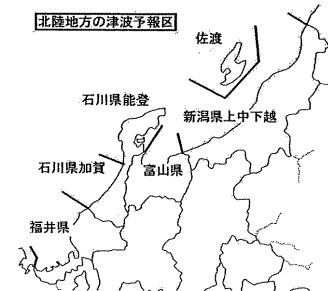 北陸地方の津波予報区
佐渡
石川県能登
新潟県上中下越
石川県加賀
富山県
福井県